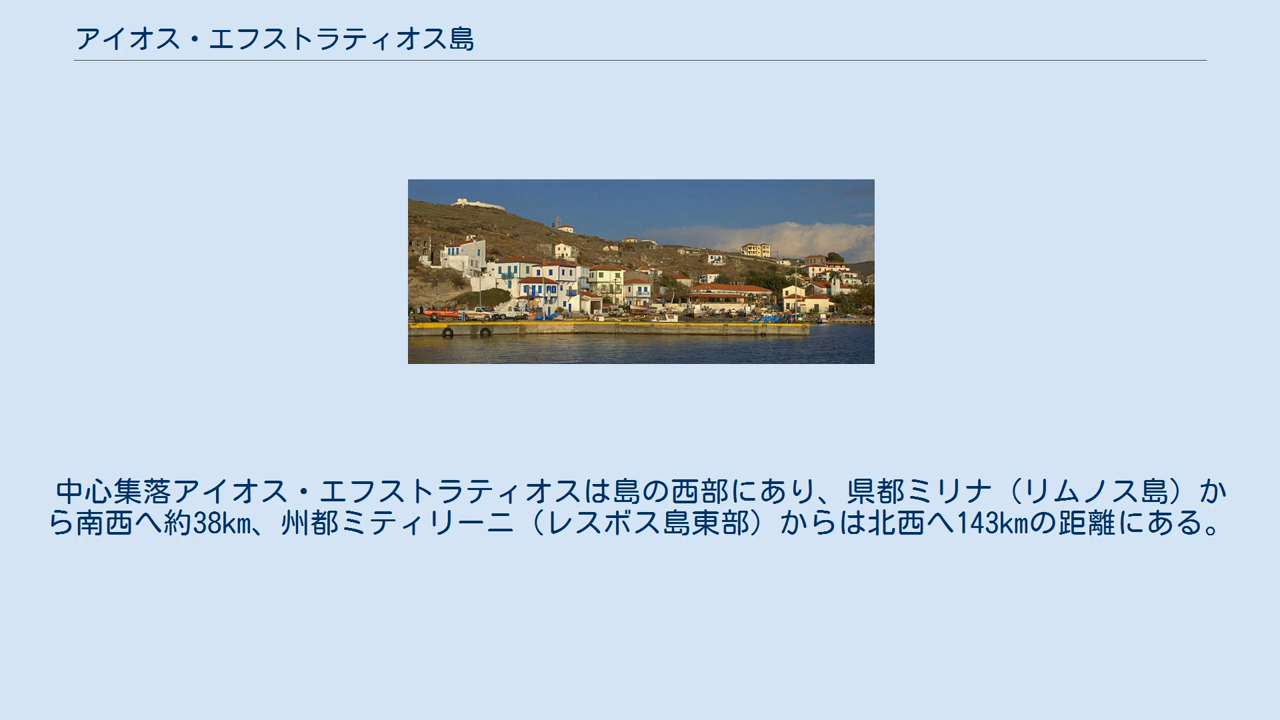 アイオス・エフストラティオス島
中心集落アイオス・エフストラティオスは島の西部にあり、県都ミリナ（リムノス島）か
ら南西へ約38km、州都ミティリーニ（レスボス島東部）からは北西へ143kmの距離にある。